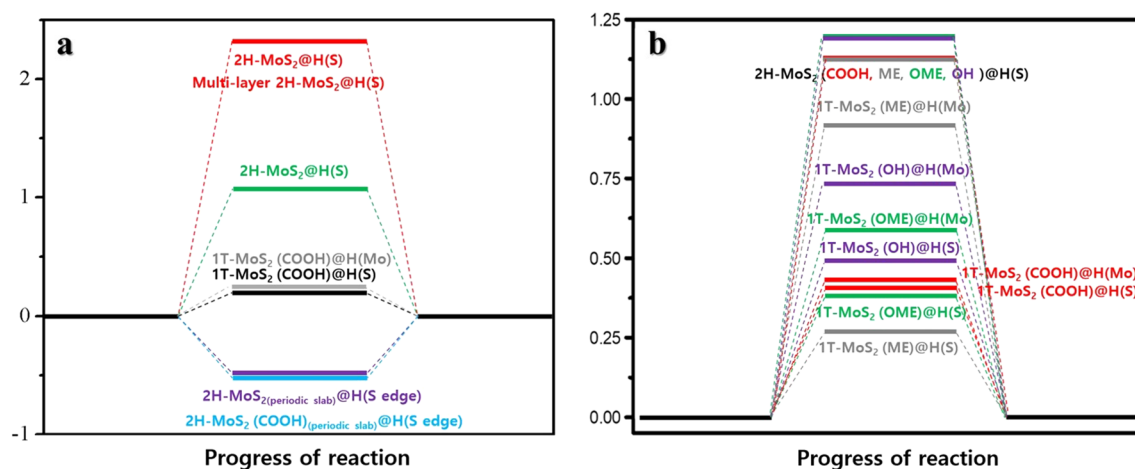 a
2
1
0
-1
2H-MoS₂@H(S)
Multi-layer 2H-MoS₂@H(S)
2H-MoS₂@H(S)
1T-MoS₂ (COOH)@H(Mo)
1T-MoS₂ (COOH)@H(S)
2H-MoS₂(periodic slab)@H(S edge)
2H-MoS₂ (COOH)(periodic slab)@H(S edge)
Progress of reaction
b
1.25
1.00
0.75
0.50
0.25
0.00
2H-MoS₂ (COOH, ME, OME, OH )@H(S)
1T-MoS₂ (ME)@H(Mo)
1T-MoS₂ (OH)@H(Mo)
1T-MoS₂ (OME)@H(Mo)
1T-MoS₂ (OH)@H(S)
1T-MoS₂ (COOH)@H(Mo)
1T-MoS₂ (COOH)@H(S)
1T-MoS₂ (OME)@H(S)
1T-MoS₂ (ME)@H(S)
Progress of reaction